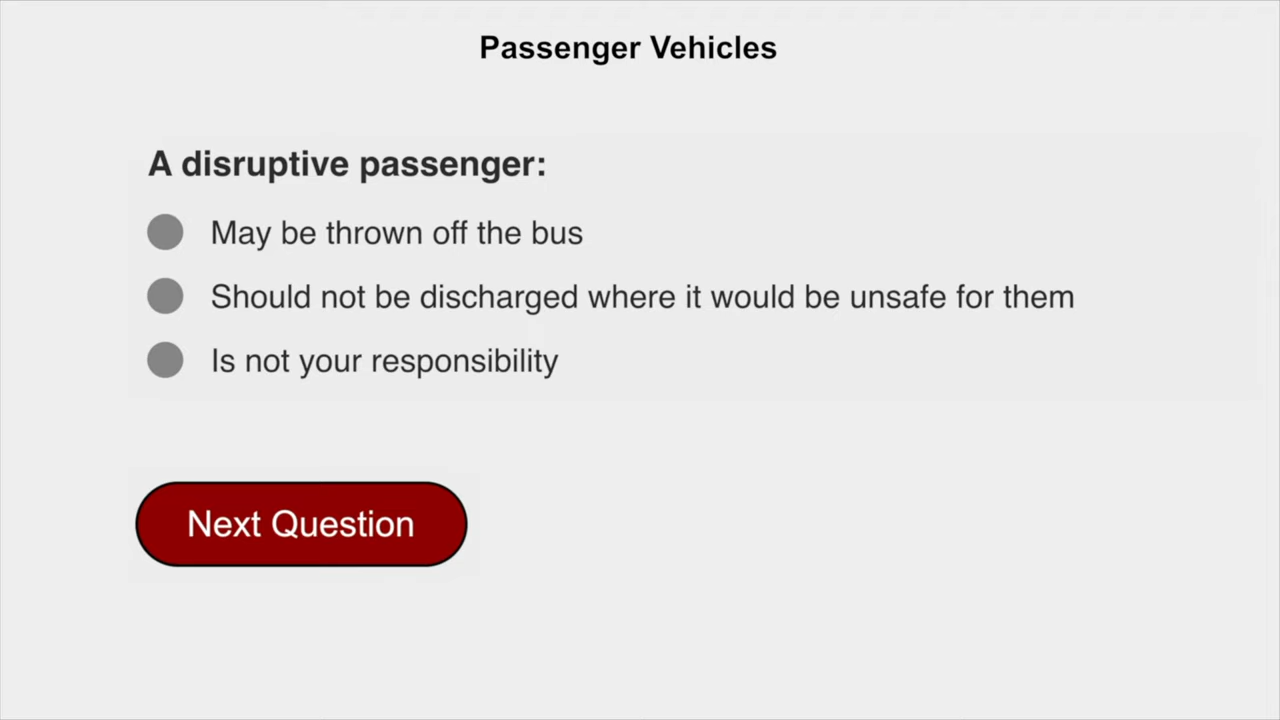 Passenger Vehicles
A disruptive passenger:
May be thrown off the bus
Should not be discharged where it would be unsafe for them
Is not your responsibility
Next Question